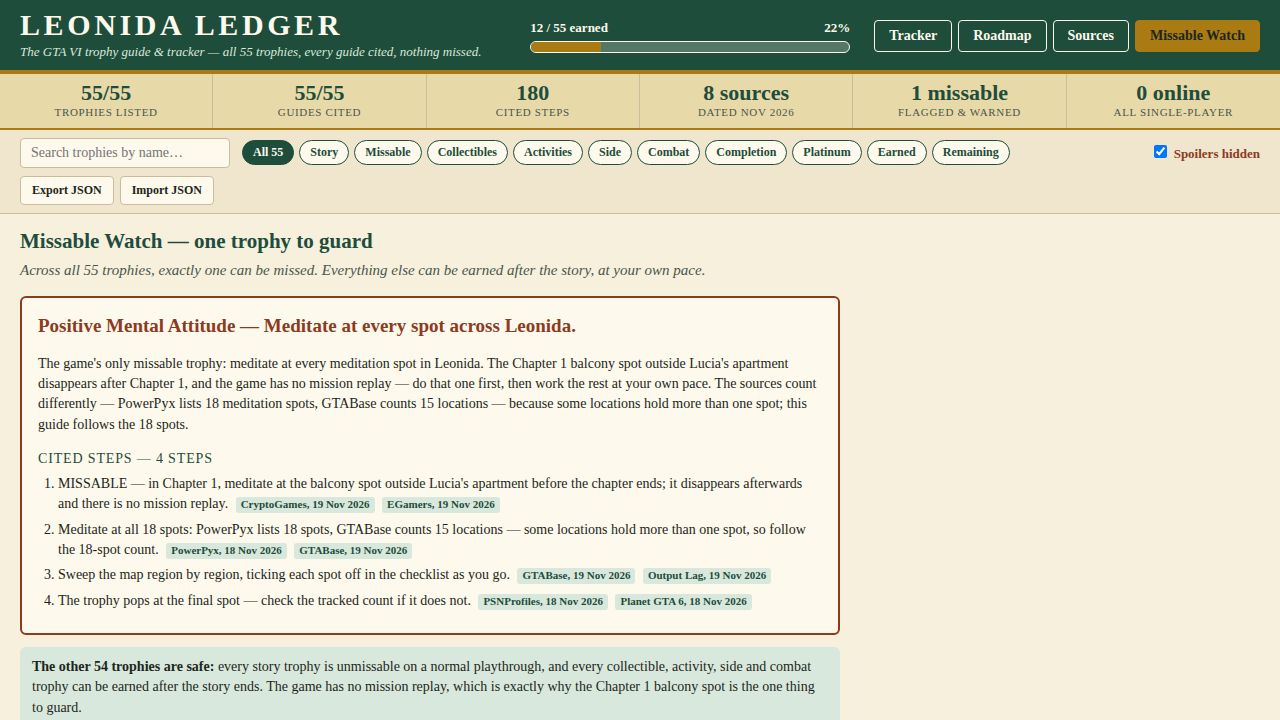 LEONIDA LEDGER
The GTA VI trophy guide & tracker — all 55 trophies, every guide cited, nothing missed.
12 / 55 earned 22%
Tracker Roadmap Sources Missable Watch
55/55 55/55 180 8 sources 1 missable 0 online
TROPHIES LISTED GUIDES CITED CITED STEPS DATED NOV 2026 FLAGGED & WARNED ALL SINGLE-PLAYER
Search trophies by name… All 55 Story Missable Collectibles Activities Side Combat Completion Platinum Earned Remaining Spoilers hidden
Export JSON Import JSON
Missable Watch — one trophy to guard
Across all 55 trophies, exactly one can be missed. Everything else can be earned after the story, at your own pace.
Positive Mental Attitude — Meditate at every spot across Leonida.
The game's only missable trophy: meditate at every meditation spot in Leonida. The Chapter 1 balcony spot outside Lucia's apartment
disappears after Chapter 1, and the game has no mission replay — do that one first, then work the rest at your own pace. The sources count
differently — PowerPyx lists 18 meditation spots, GTABase counts 15 locations — because some locations hold more than one spot; this
guide follows the 18 spots.
CITED STEPS — 4 STEPS
1. MISSABLE — in Chapter 1, meditate at the balcony spot outside Lucia's apartment before the chapter ends; it disappears afterwards
and there is no mission replay. CryptoGames, 19 Nov 2026 EGamers, 19 Nov 2026
2. Meditate at all 18 spots: PowerPyx lists 18 spots, GTABase counts 15 locations — some locations hold more than one spot, so follow
the 18-spot count. PowerPyx, 18 Nov 2026 GTABase, 19 Nov 2026
3. Sweep the map region by region, ticking each spot off in the checklist as you go. GTABase, 19 Nov 2026 Output Lag, 19 Nov 2026
4. The trophy pops at the final spot — check the tracked count if it does not. PSNProfiles, 18 Nov 2026 Planet GTA 6, 18 Nov 2026
The other 54 trophies are safe: every story trophy is unmissable on a normal playthrough, and every collectible, activity, side and combat
trophy can be earned after the story ends. The game has no mission replay, which is exactly why the Chapter 1 balcony spot is the one thing
to guard.